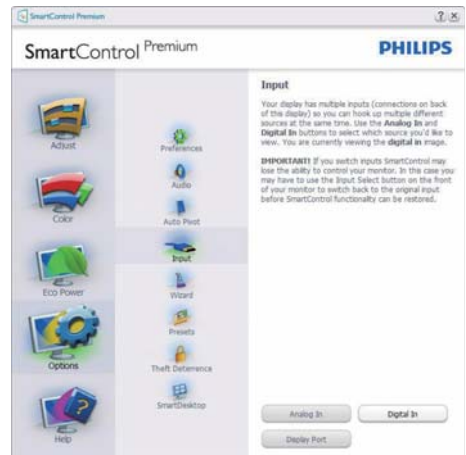 SmartControl Premium
SmartControl Premium
PHILIPS
Adjust
Color
Eco Power
Options
Help
Preferences
Audio
Auto Pivot
Input
Wizard
Presets
Theft Deterrence
SmartDesktop
Input
Your display has multiple inputs (connections on back
of this display) so you can hook up multiple different
sources at the same time. Use the Analog In and
Digital In buttons to select which source you'd like to
view. You are currently viewing the digital in image.
IMPORTANT! If you switch inputs SmartControl may
lose the ability to control your monitor. In this case you
may have to use the Input Select button on the front
of your monitor to switch back to the orginal input
before SmartControl functionality can be restored.
Analog In
Digital In
Display Port